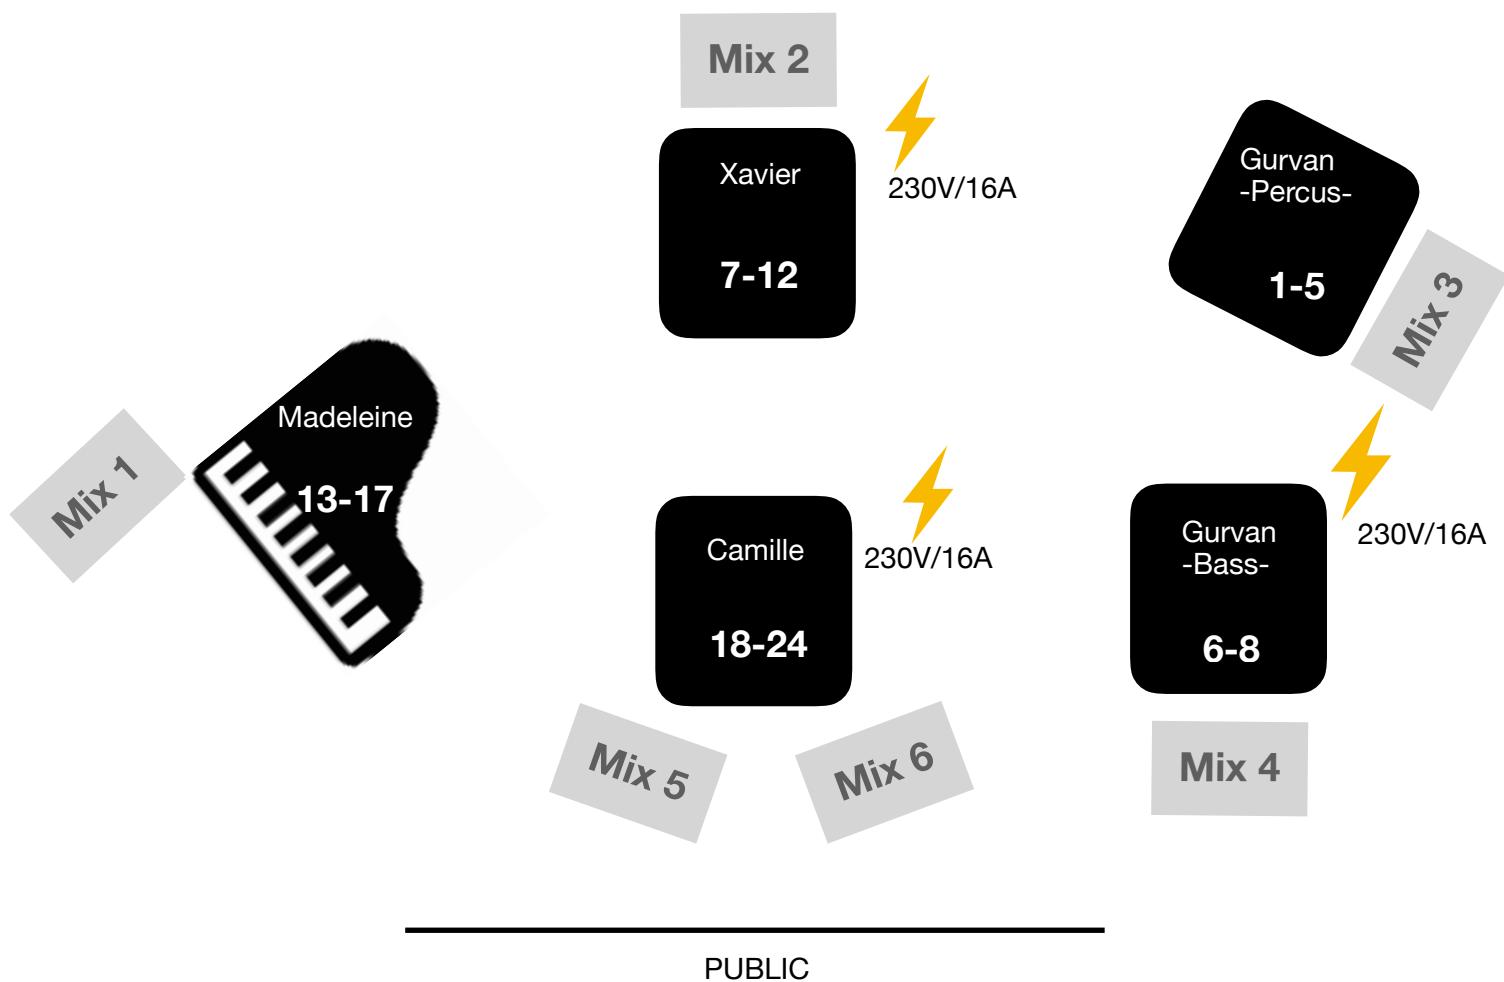 Mix 2
Xavier
7-12
230V/16A
Gurvan
-Percus-
1-5
Mix 3
Madeleine
13-17
Mix 1
Camille
18-24
230V/16A
Gurvan
-Bass-
6-8
230V/16A
Mix 5
Mix 6
Mix 4
PUBLIC